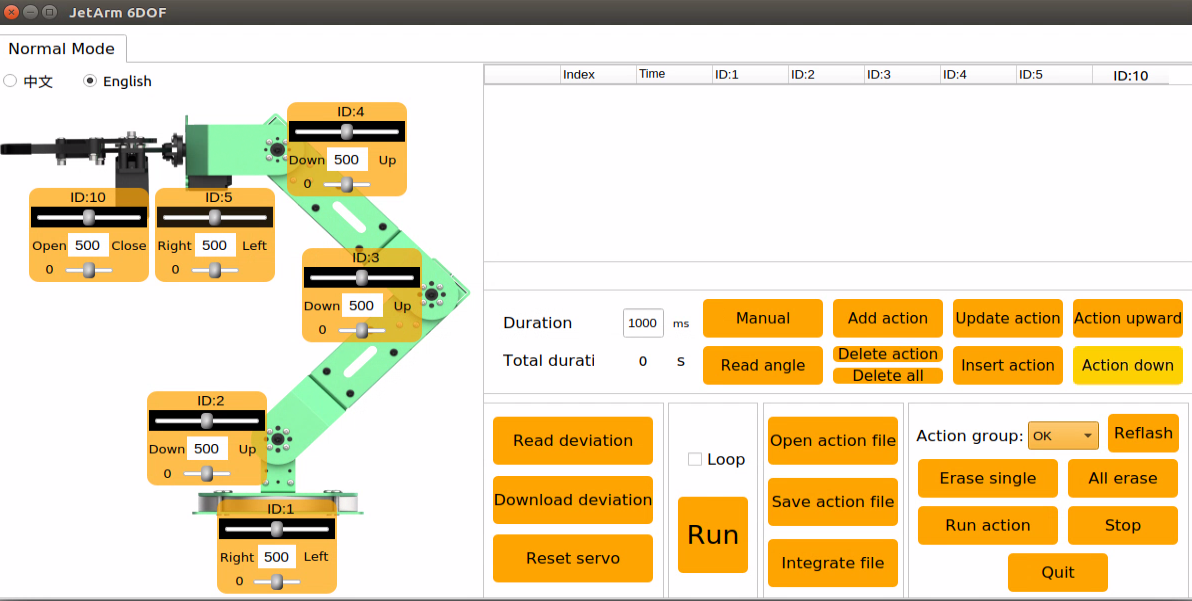 JetArm 6DOF
Normal Mode
中文 English
Index Time ID:1 ID:2 ID:3 ID:4 ID:5 ID:10
ID:4
Down 500 Up
0
ID:10
Open 500 Close
0
ID:5
Right 500 Left
0
ID:3
Down 500 Up
0
ID:2
Down 500 Up
0
ID:1
Right 500 Left
0
Duration 1000 ms
Total durati 0 S
Manual Add action Update action Action upward
Read angle Delete action Insert action Action down
Delete all
Read deviation
Download deviation
Reset servo
Loop
Run
Open action file
Save action file
Integrate file
Action group: OK Reflash
Erase single All erase
Run action Stop
Quit